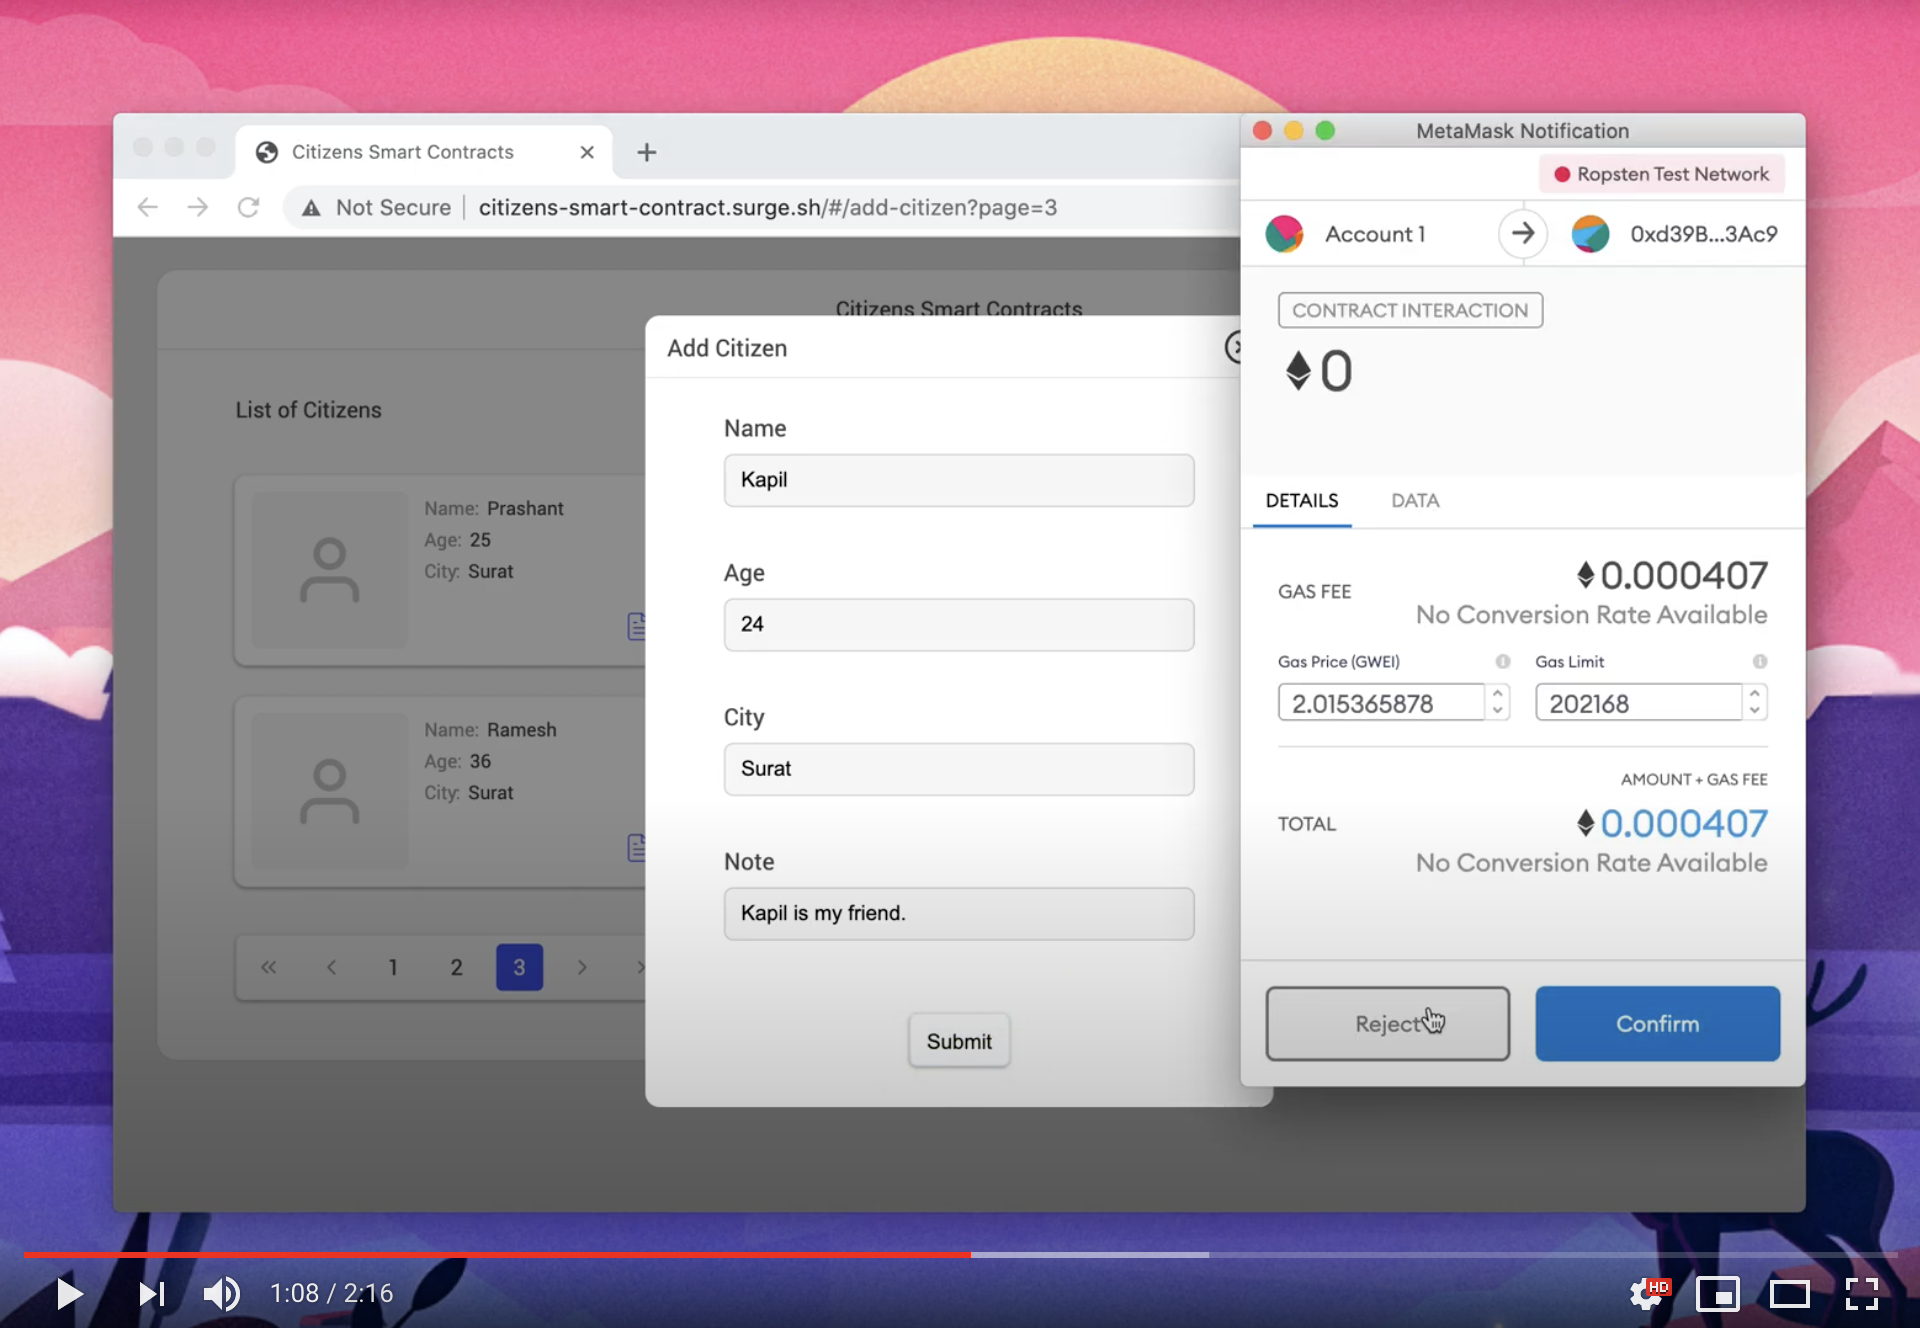 Citizens Smart Contracts
Not Secure
citizens-smart-contract.surge.sh/#/add-citizen?page=3
Citizens Smart Contracts
List of Citizens
Name: Prashant
Age: 25
City: Surat
Name: Ramesh
Age: 36
City: Surat
« < 1 2 3 >
Add Citizen
Name
Kapil
Age
24
City
Surat
Note
Kapil is my friend.
Submit
MetaMask Notification
Ropsten Test Network
Account 1
0xd39B...3Ac9
CONTRACT INTERACTION
0
DETAILS DATA
GAS FEE
0.000407
No Conversion Rate Available
Gas Price (GWEI)
Gas Limit
2.015365878
202168
AMOUNT + GAS FEE
TOTAL
0.000407
No Conversion Rate Available
Reject
Confirm
1:08 / 2:16
HD